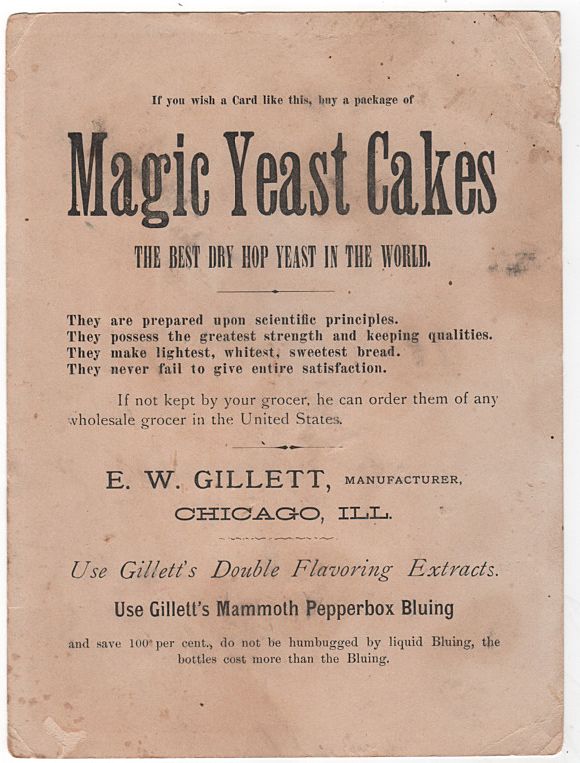 If you wish a Card like this, buy a package of
Magic Yeast Cakes
THE BEST DRY HOP YEAST IN THE WORLD.
They are prepared upon scientific principles.
They possess the greatest strength and keeping qualities.
They make lightest, whitest, sweetest bread.
They never fail to give entire satisfaction.
If not kept by your grocer, he can order them of any
wholesale grocer in the United States.
E. W. GILLETT, MANUFACTURER,
CHICAGO, ILL.
Use Gillett's Double Flavoring Extracts.
Use Gillett's Mammoth Pepperbox Bluing
and save 100 per cent., do not be humbugged by liquid Bluing, the
bottles cost more than the Bluing.